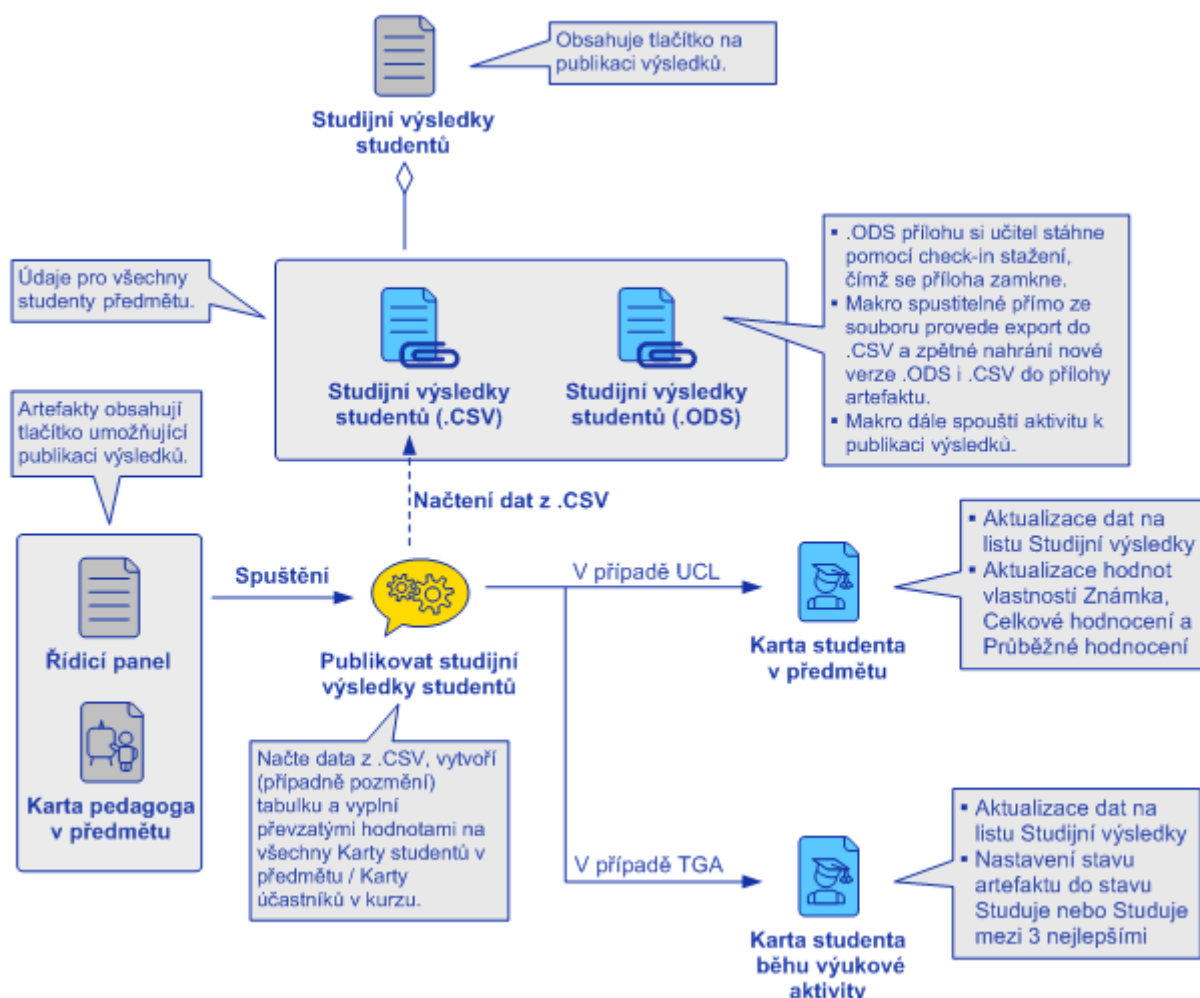 Obsahuje tlačítko na
publikaci výsledků.
Studijní výsledky
studentů
Údaje pro všechny
studenty předmětu.
Studijní výsledky
studentů (.CSV)
Studijní výsledky
studentů (.ODS)
▪ .ODS přílohu si učitel stáhne
pomocí check-in stažení,
čímž se příloha zamkne.
▪ Makro spustitelné přímo ze
souboru provede export do
.CSV a zpětné nahrání nové
verze .ODS i .CSV do přílohy
artefaktu.
▪ Makro dále spouští aktivitu k
publikaci výsledků.
Artefakty obsahují
tlačítko umožňující
publikaci výsledků.
Načtení dat z .CSV
Řídicí panel
Karta pedagoga
v předmětu
Spuštění
Publikovat studijní
výsledky studentů
Načte data z .CSV, vytvoří
(případně pozmění)
tabulku a vyplní
převzatými hodnotami na
všechny Karty studentů v
předmětu / Karty
účastníků v kurzu.
V případě UCL
Karta studenta
v předmětu
▪ Aktualizace dat na
listu Studijní výsledky
▪ Aktualizace hodnot
vlastností Známka,
Celkové hodnocení a
Průběžné hodnocení
V případě TGA
Karta studenta
běhu výukové
aktivity
▪ Aktualizace dat na
listu Studijní výsledky
▪ Nastavení stavu
artefaktu do stavu
Studuje nebo Studuje
mezi 3 nejlepšími